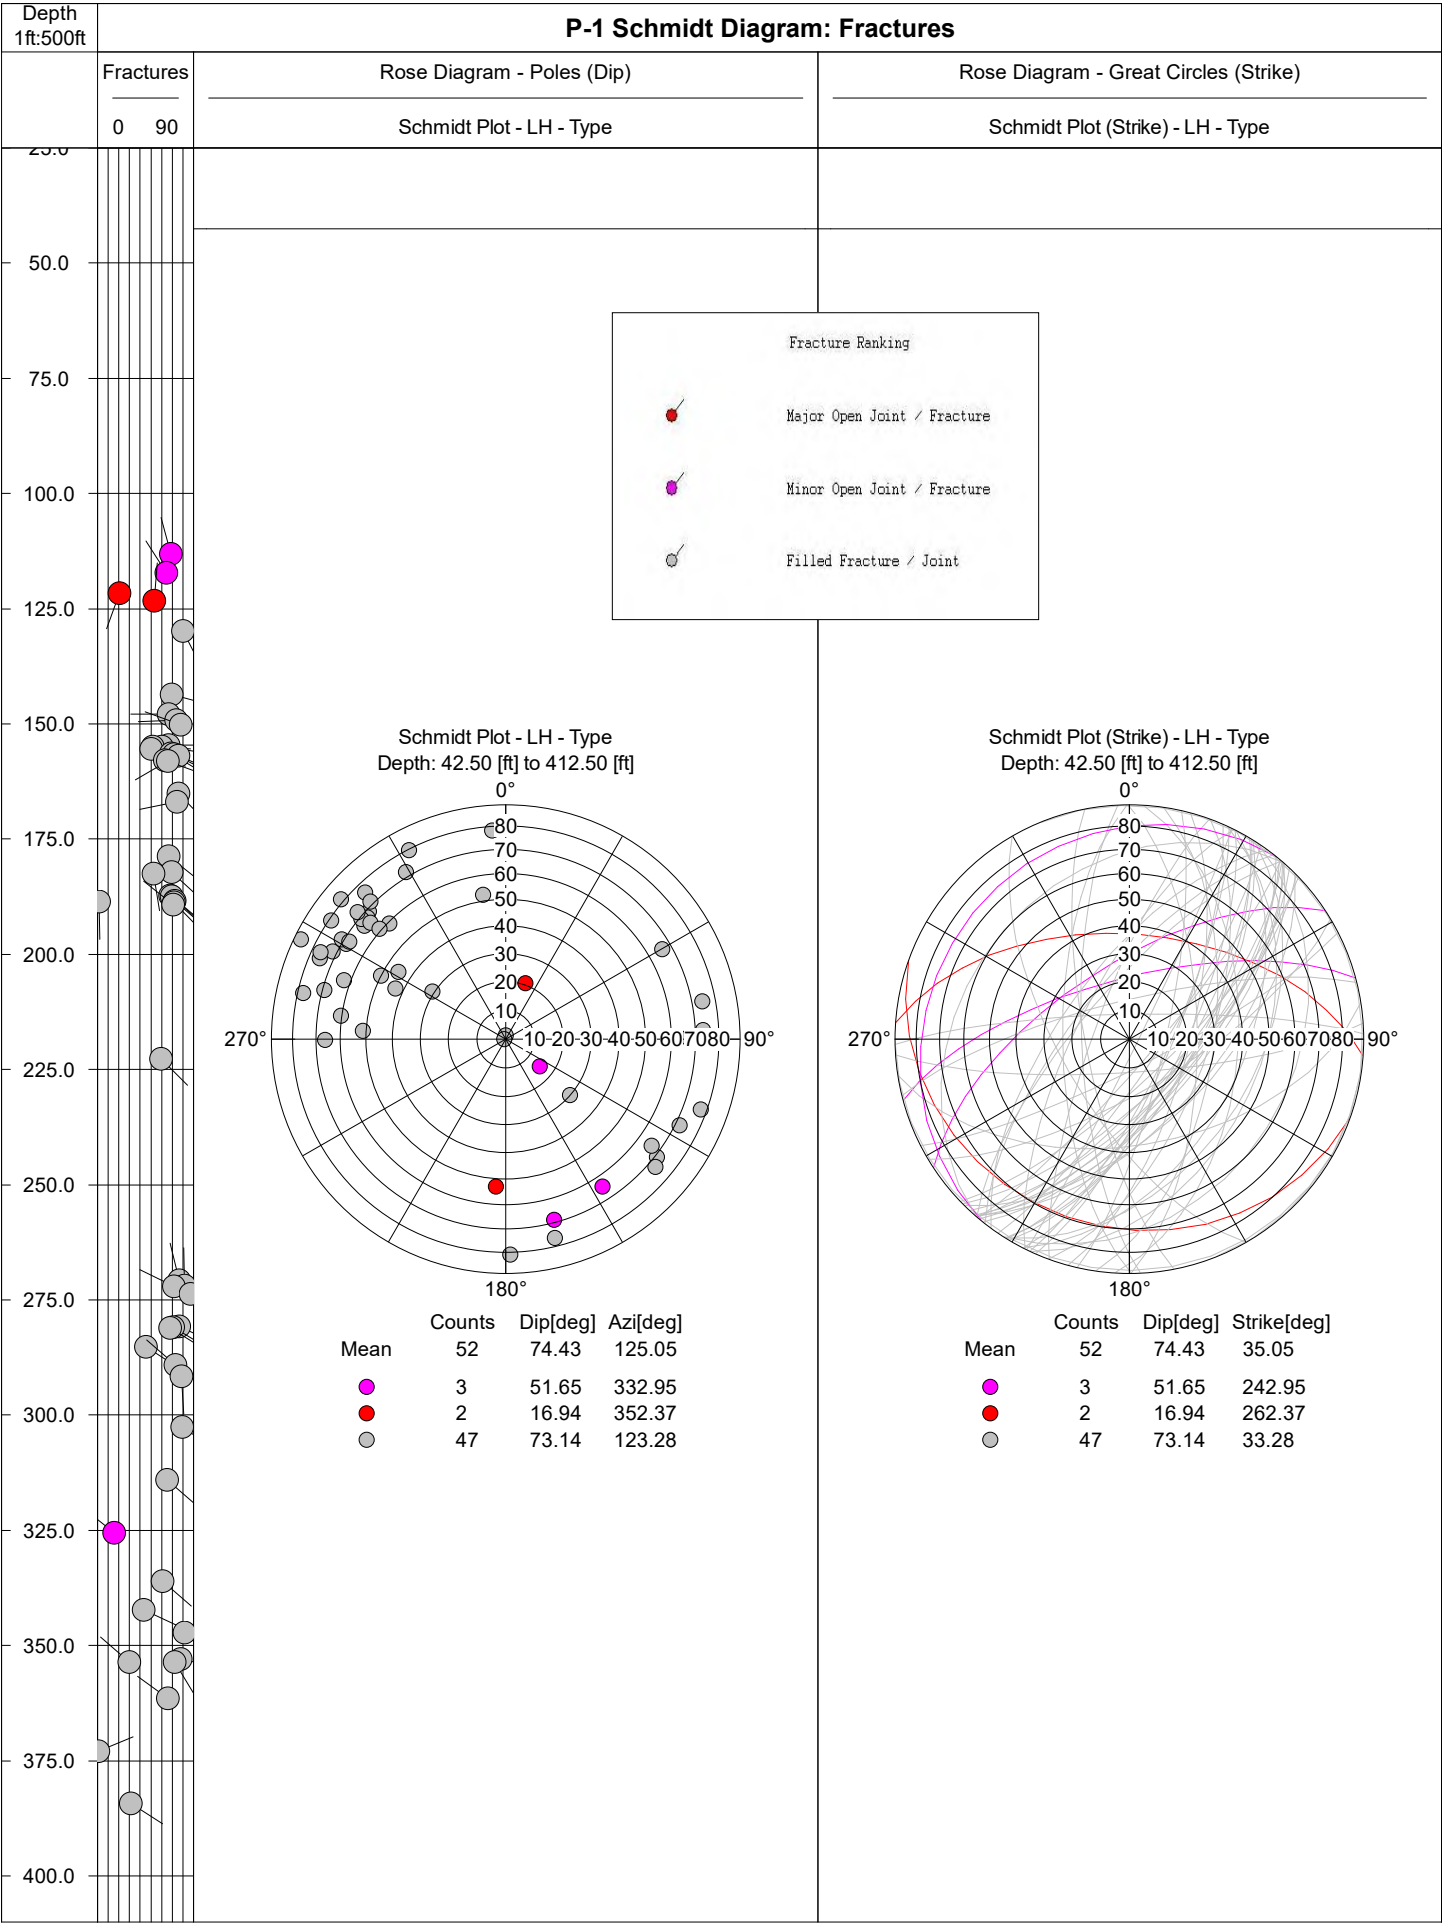 Depth
1ft:500ft
P-1 Schmidt Diagram: Fractures
Fractures
0 90
Rose Diagram - Poles (Dip)
Schmidt Plot - LH - Type
Rose Diagram - Great Circles (Strike)
Schmidt Plot (Strike) - LH - Type
25.0
50.0
75.0
100.0
125.0
150.0
175.0
200.0
225.0
250.0
275.0
300.0
325.0
350.0
375.0
400.0
Fracture Ranking
Major Open Joint / Fracture
Minor Open Joint / Fracture
Filled Fracture / Joint
Schmidt Plot - LH - Type
Depth: 42.50 [ft] to 412.50 [ft]
0°
80
70
60
50
40
30
20
10
270°
10 20 30 40 50 60 70 80 90°
180°
Counts Dip[deg] Azi[deg]
Mean 52 74.43 125.05
3 51.65 332.95
2 16.94 352.37
47 73.14 123.28
Schmidt Plot (Strike) - LH - Type
Depth: 42.50 [ft] to 412.50 [ft]
0°
80
70
60
50
40
30
20
10
270°
10 20 30 40 50 60 70 80 90°
180°
Counts Dip[deg] Strike[deg]
Mean 52 74.43 35.05
3 51.65 242.95
2 16.94 262.37
47 73.14 33.28